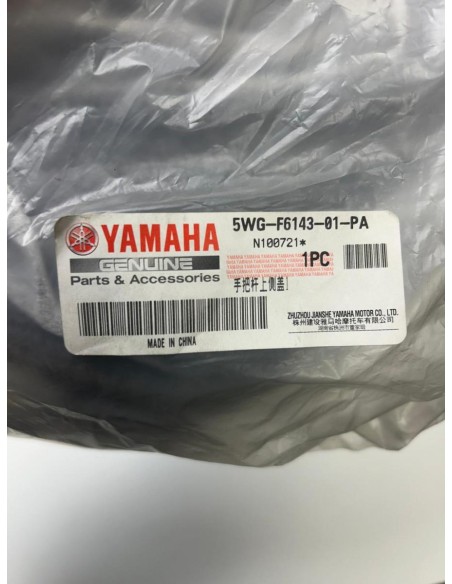 5WG-F6143-01-PA
YAMAHA
N100721*
GENUINE
1PC
Parts & Accessories
手把杆上侧盖1
ZHUZHOU JIANSHE YAMAHA MOTOR CO., LTD.
株州建设雅马哈摩托车有限公司
MADE IN CHINA